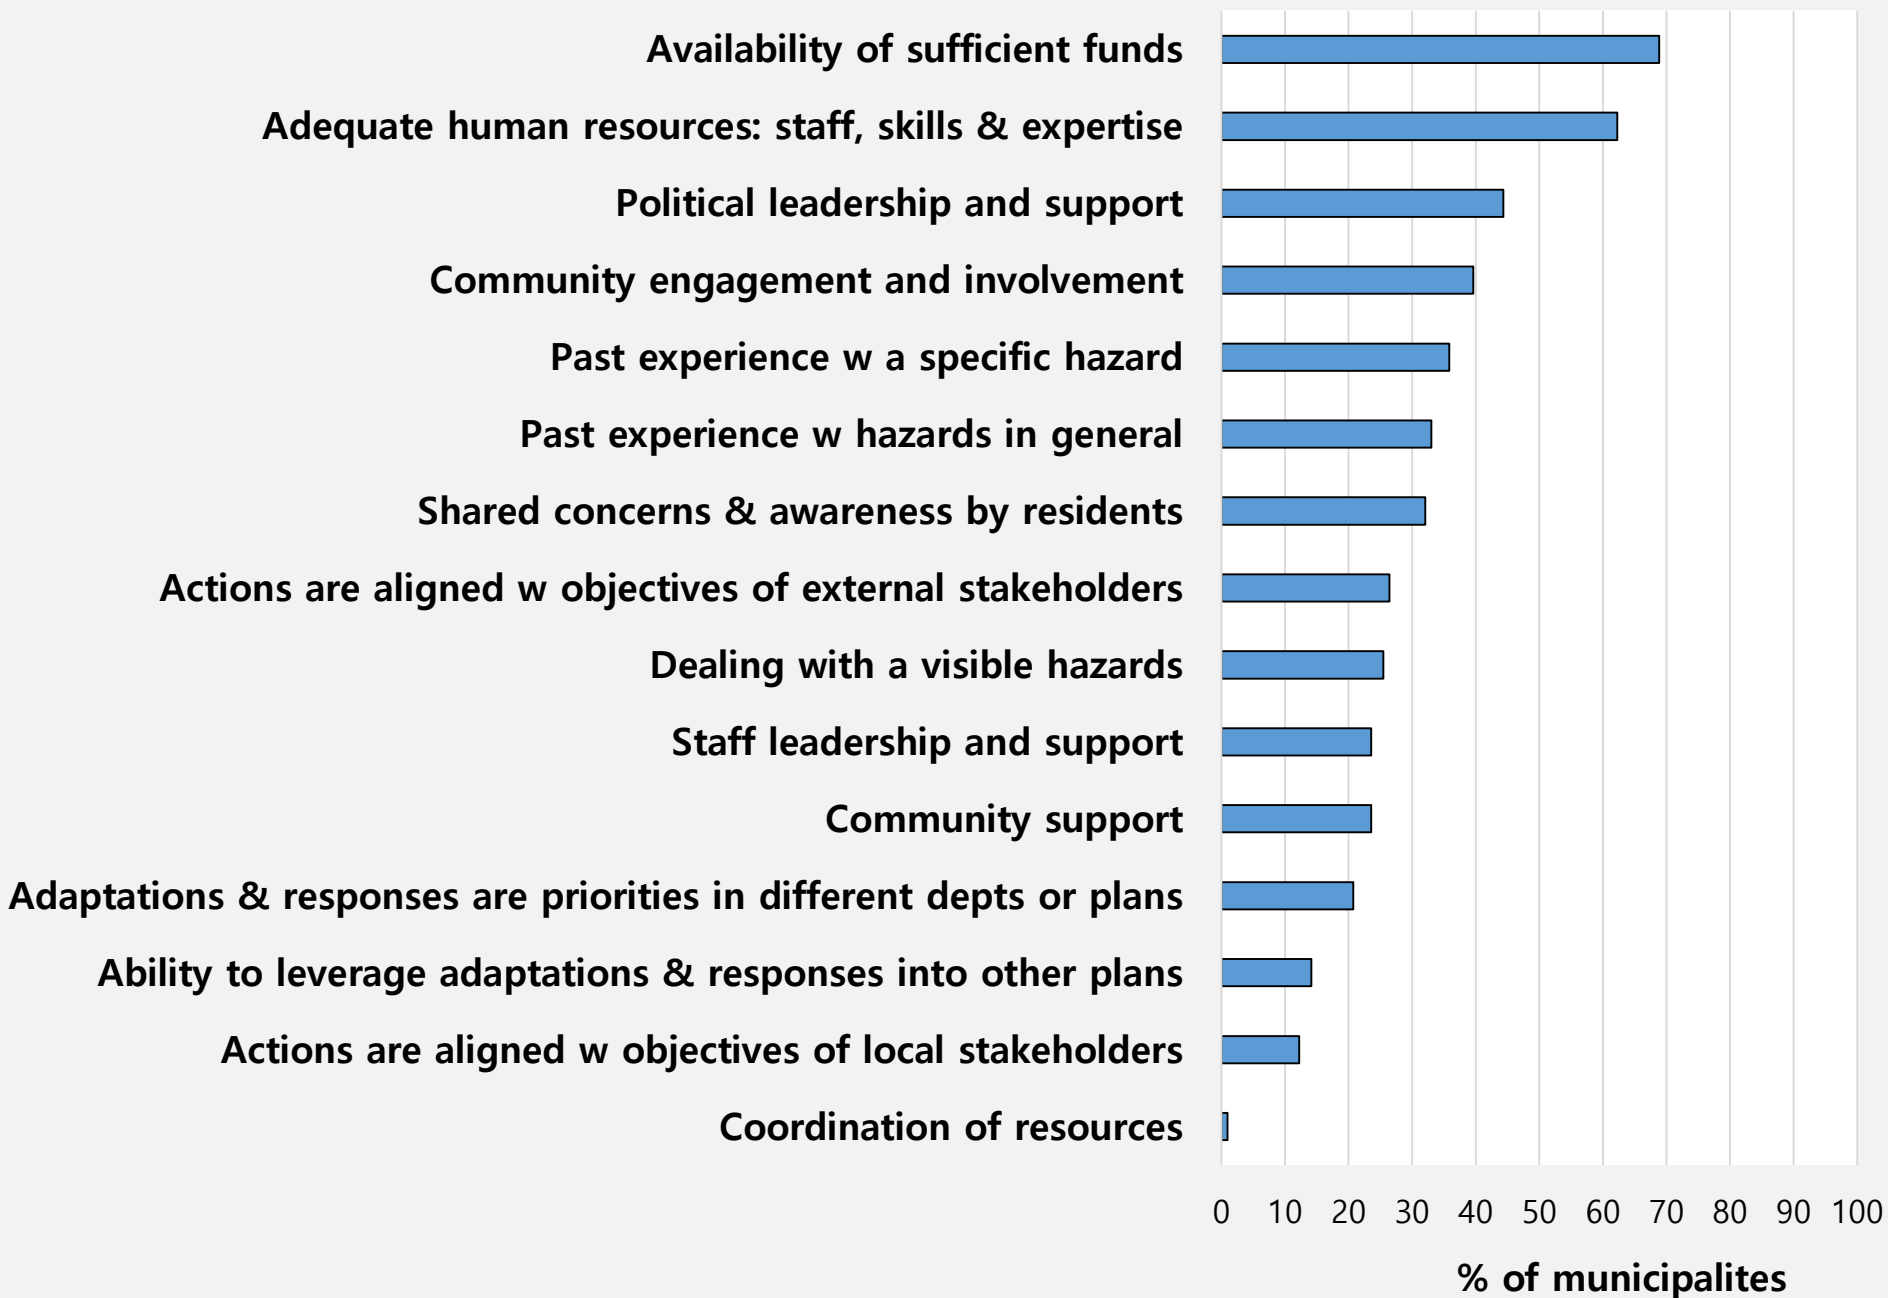 Availability of sufficient funds
Adequate human resources: staff, skills & expertise
Political leadership and support
Community engagement and involvement
Past experience w a specific hazard
Past experience w hazards in general
Shared concerns & awareness by residents
Actions are aligned w objectives of external stakeholders
Dealing with a visible hazards
Staff leadership and support
Community support
Adaptations & responses are priorities in different depts or plans
Ability to leverage adaptations & responses into other plans
Actions are aligned w objectives of local stakeholders
Coordination of resources
0 10 20 30 40 50 60 70 80 90 100
% of municipalites